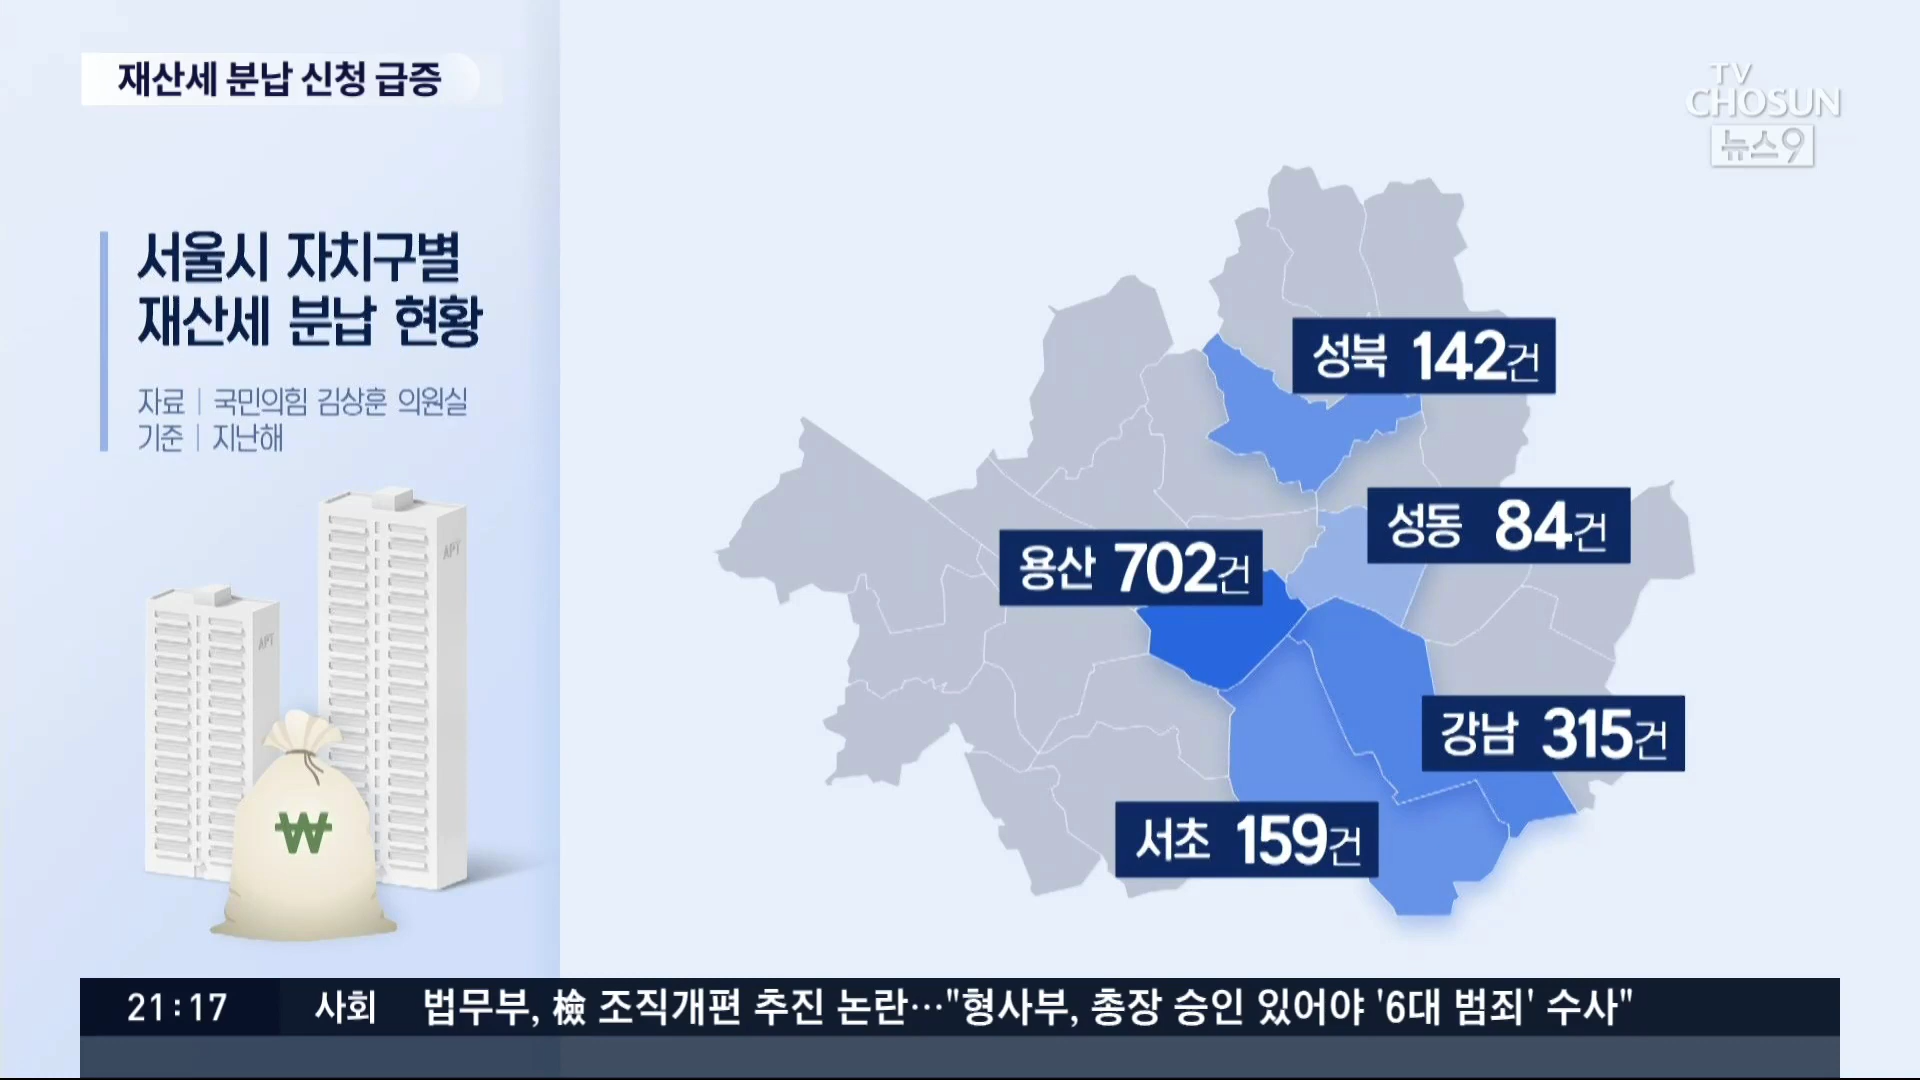 재산세 분납 신청 급증
TV
CHOSUN
뉴스9
서울시 자치구별
재산세 분납 현황
자료 | 국민의힘 김상훈 의원실
기준 | 지난해
성북 142건
성동 84건
용산 702건
강남 315건
서초 159건
APT
APT
₩
21:17 사회 법무부, 檢 조직개편 추진 논란…"형사부, 총장 승인 있어야 '6대 범죄' 수사"